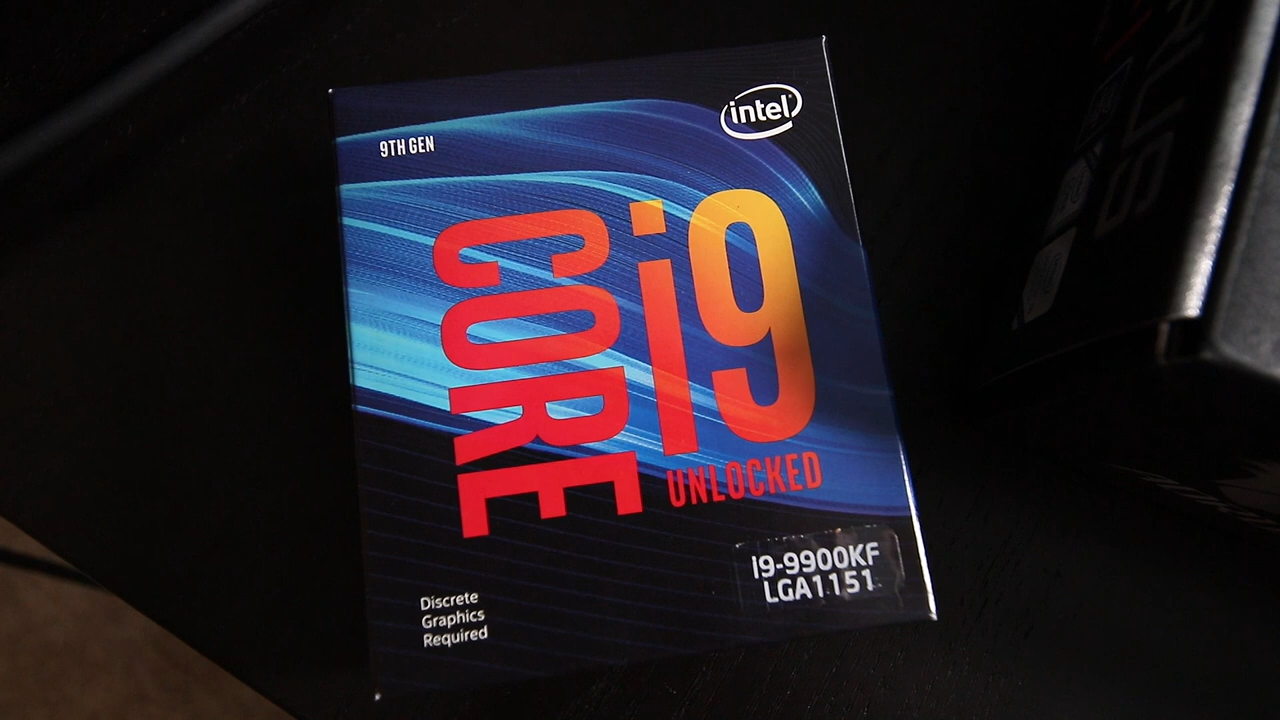 intel
9TH GEN
CORE i9
UNLOCKED
I9-9900KF
LGA1151
Discrete
Graphics
Required